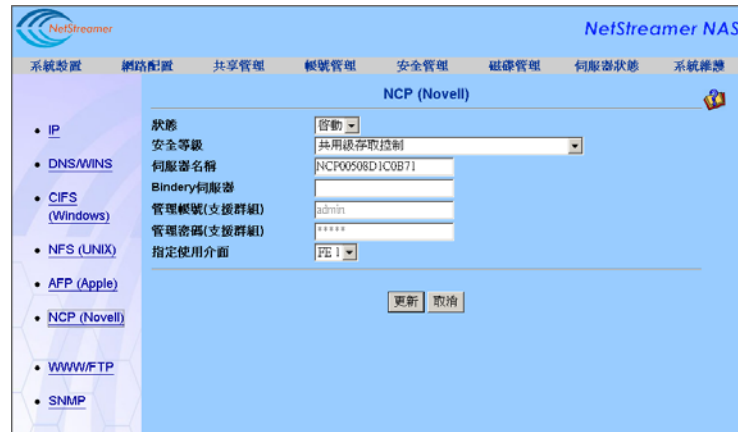 NetStreamer
NetStreamer NAS
系統設置 網路配置 共享管理 帳號管理 安全管理 磁碟管理 伺服器狀態 系統維護
NCP (Novell)
IP
DNS/WINS
CIFS
(Windows)
NFS (UNIX)
AFP (Apple)
NCP (Novell)
WWW/FTP
SNMP
狀態 啓動
安全等級 共用級存取控制
伺服器名稱 NCP00508D1C0B71
Bindery伺服器
管理帳號(支援群組) admin
管理密碼(支援群組) *****
指定使用介面 FE 1
更新 取消